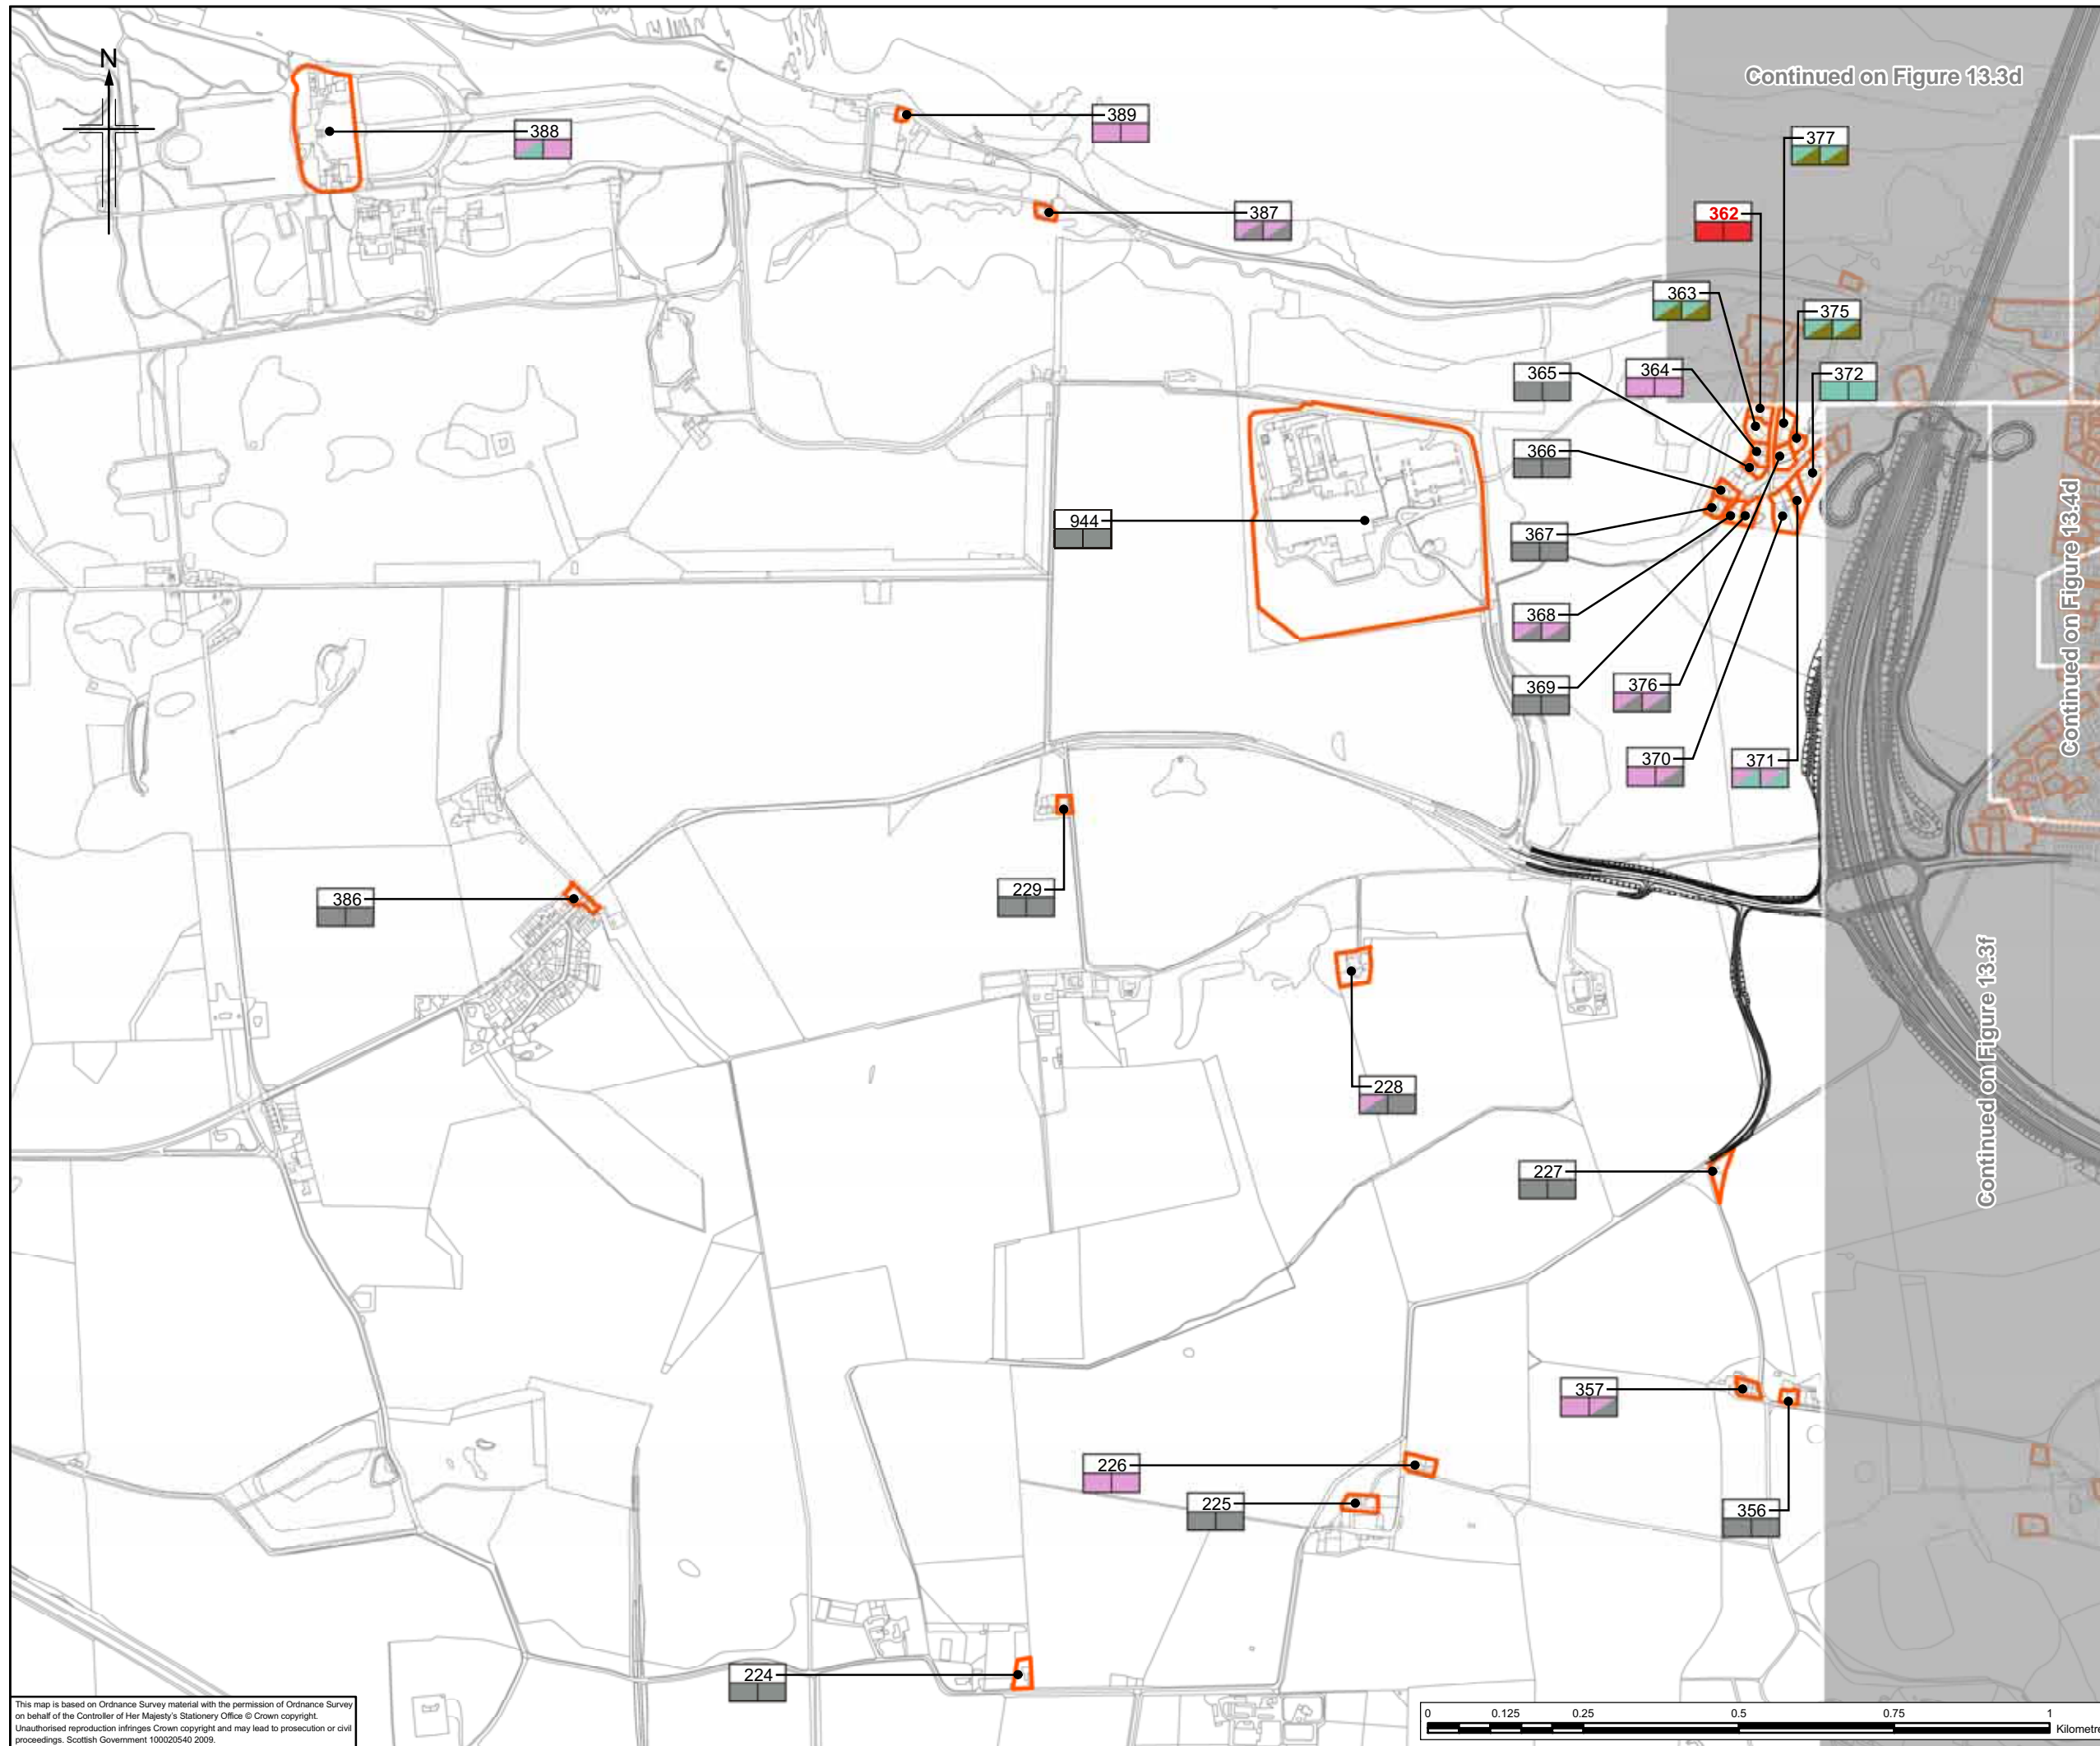 N
Continued on Figure 13.3d
388
389
387
377
362
363
375
365
364
372
366
944
367
368
369
376
370
371
Continued on Figure 13.4d
386
229
228
Continued on Figure 13.3f
227
357
226
225
356
224
This map is based on Ordnance Survey material with the permission of Ordnance Survey
on behalf of the Controller of Her Majesty's Stationery Office © Crown copyright.
Unauthorised reproduction infringes Crown copyright and may lead to prosecution or civil
proceedings. Scottish Government 100020540 2009.
0 0.125 0.25 0.5 0.75 1
Kilometre